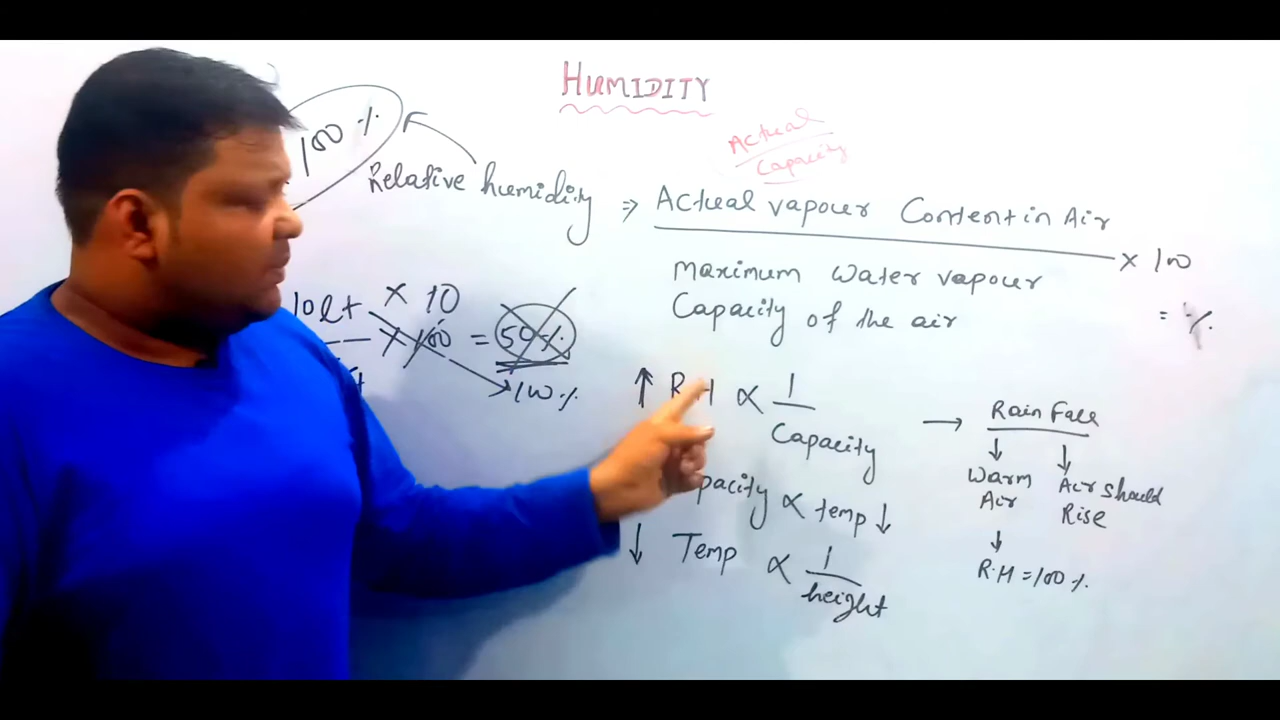 HUMIDITY
Actual
Capacity
100 %
Relative humidity ⇒ Actual vapour Content in Air
× 100
Maximum Water vapour
Capacity of the air
= %
10lt × 10
× 100 = 50 %
100 %
↑ RH ∝ 1
Capacity
∝ temp ↓
↓ Temp ∝ 1
height
→ Rain Fall
↓ ↓
Warm Air should
Air Rise
↓
R.H = 100 %